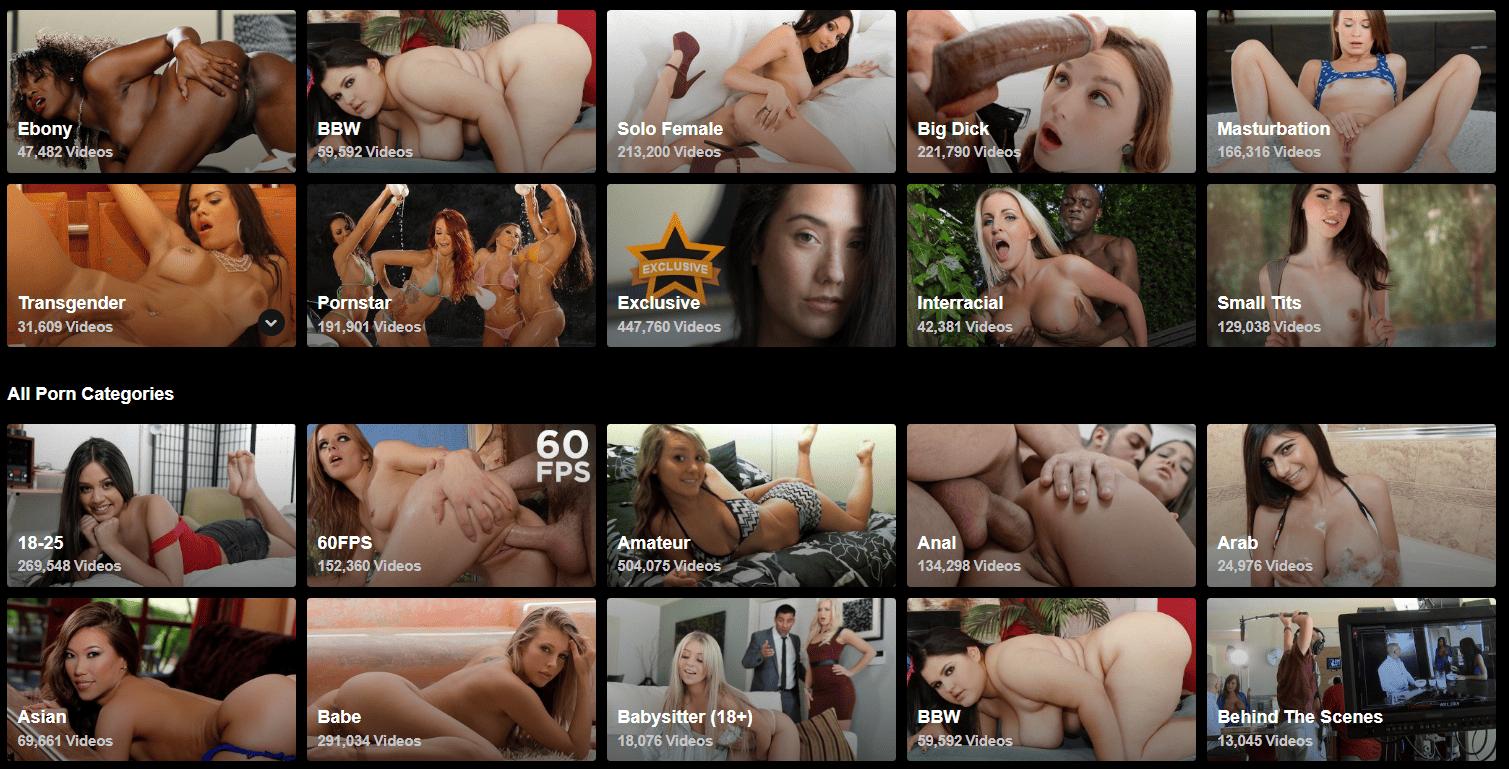 Ebony
47,482 Videos
BBW
59,592 Videos
Solo Female
213,200 Videos
Big Dick
221,790 Videos
Masturbation
166,316 Videos
Transgender
31,609 Videos
Pornstar
191,901 Videos
EXCLUSIVE
Exclusive
447,760 Videos
Interracial
42,381 Videos
Small Tits
129,038 Videos
All Porn Categories
18-25
269,548 Videos
60
FPS
60FPS
152,360 Videos
Amateur
504,075 Videos
Anal
134,298 Videos
Arab
24,976 Videos
Asian
69,661 Videos
Babe
291,034 Videos
Babysitter (18+)
18,076 Videos
BBW
59,592 Videos
Behind The Scenes
13,045 Videos